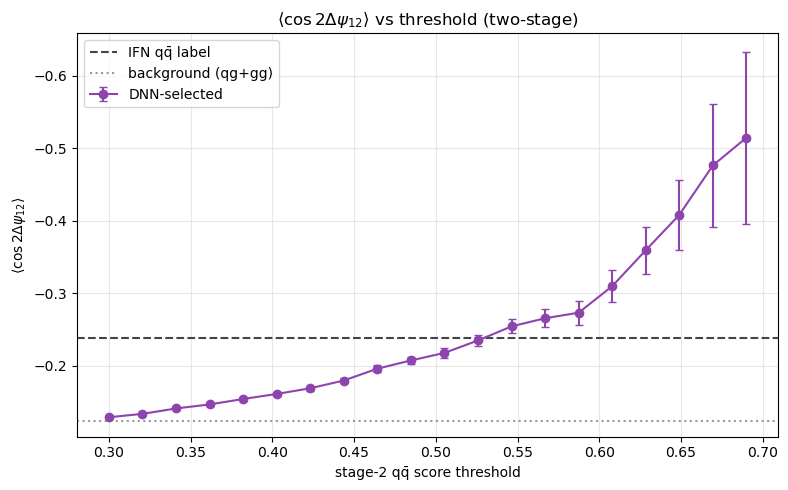 ⟨cos 2Δψ₁₂⟩ vs threshold (two-stage)
IFN qq̄ label
background (qg+gg)
DNN-selected
⟨cos 2Δψ₁₂⟩
−0.6
−0.5
−0.4
−0.3
−0.2
0.30 0.35 0.40 0.45 0.50 0.55 0.60 0.65 0.70
stage-2 qq̄ score threshold